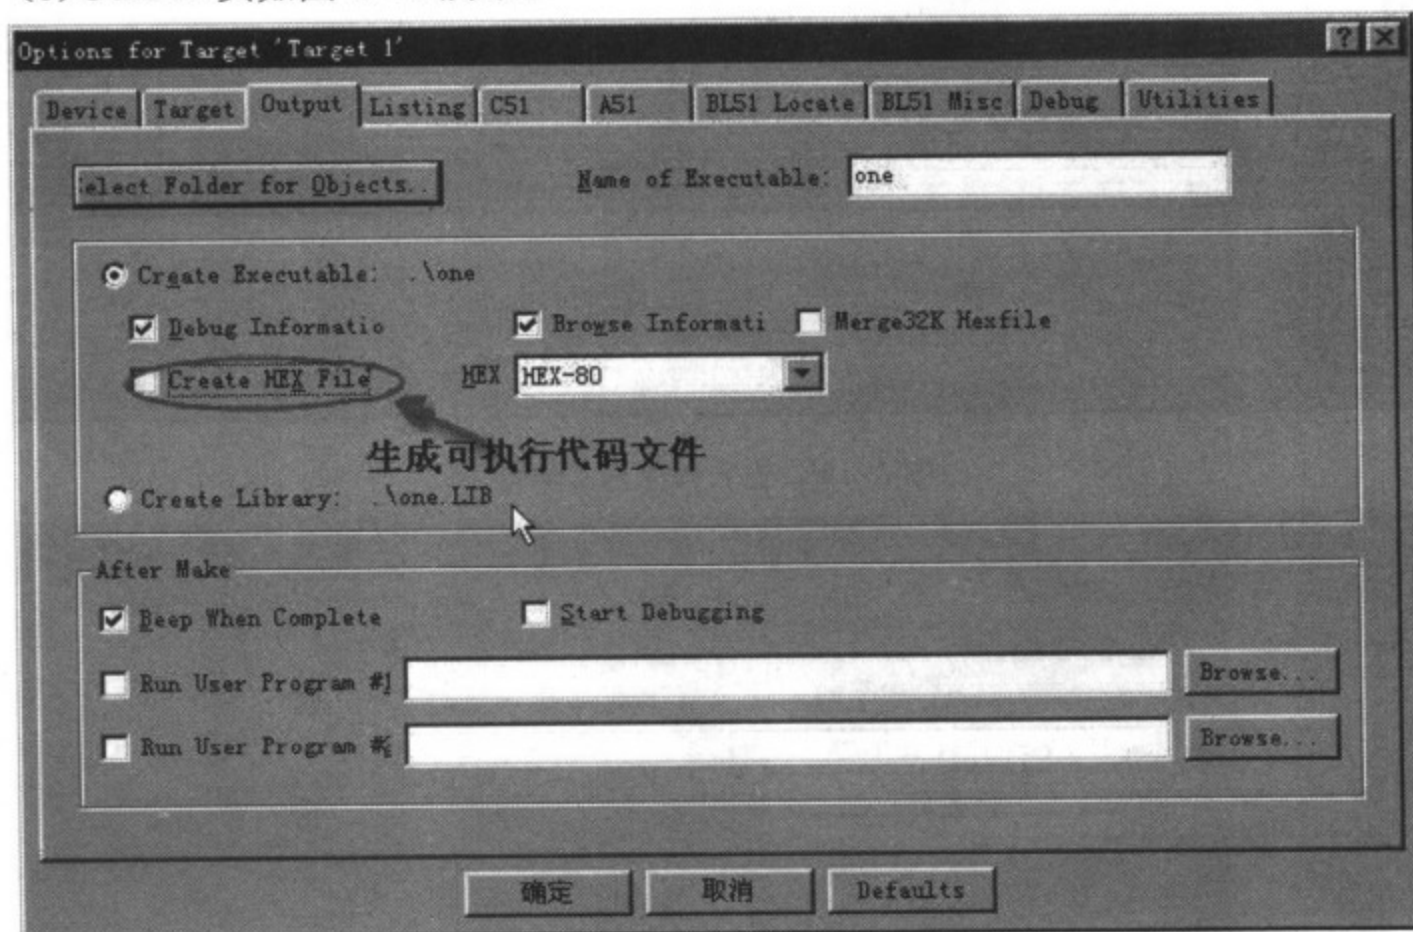 Options for Target 'Target 1'
Device Target Output Listing C51 A51 BL51 Locate BL51 Misc Debug Utilities
elect Folder for Objects.. Name of Executable: one
Create Executable: .\one
Debug Informatio Browse Informati Merge32K Hexfile
Create HEX File HEX HEX-80
生成可执行代码文件
Create Library: .\one.LIB
After Make
Beep When Complete Start Debugging
Run User Program #1 Browse...
Run User Program # Browse...
确定 取消 Defaults